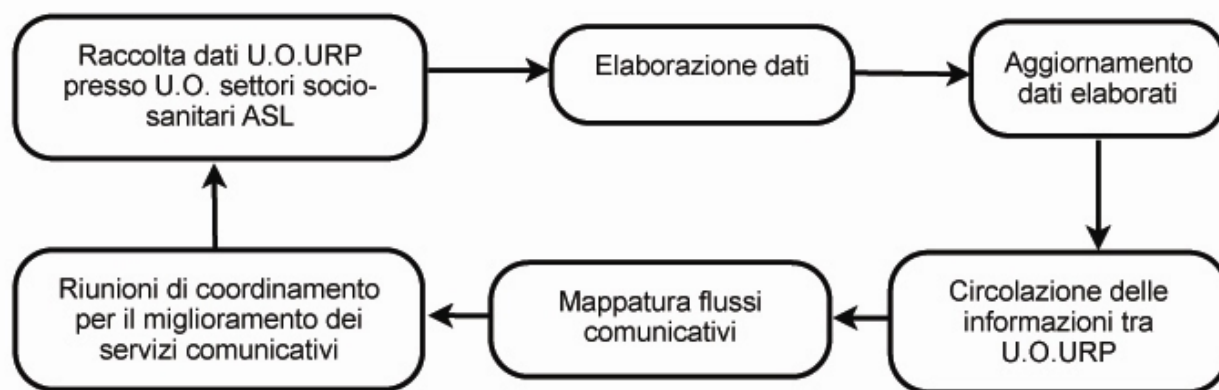 Raccolta dati U.O.URP
presso U.O. settori socio-
sanitari ASL
Elaborazione dati
Aggiornamento
dati elaborati
Riunioni di coordinamento
per il miglioramento dei
servizi comunicativi
Mappatura flussi
comunicativi
Circolazione delle
informazioni tra
U.O.URP